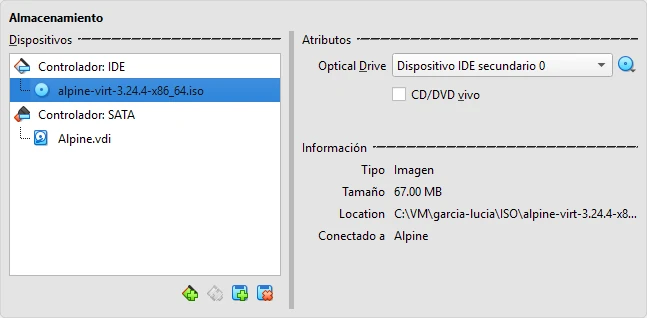 Almacenamiento
Dispositivos
Controlador: IDE
alpine-virt-3.24.4-x86_64.iso
Controlador: SATA
Alpine.vdi
Atributos
Optical Drive Dispositivo IDE secundario 0
CD/DVD vivo
Información
Tipo Imagen
Tamaño 67.00 MB
Location C:\VM\garcia-lucia\ISO\alpine-virt-3.24.4-x8...
Conectado a Alpine